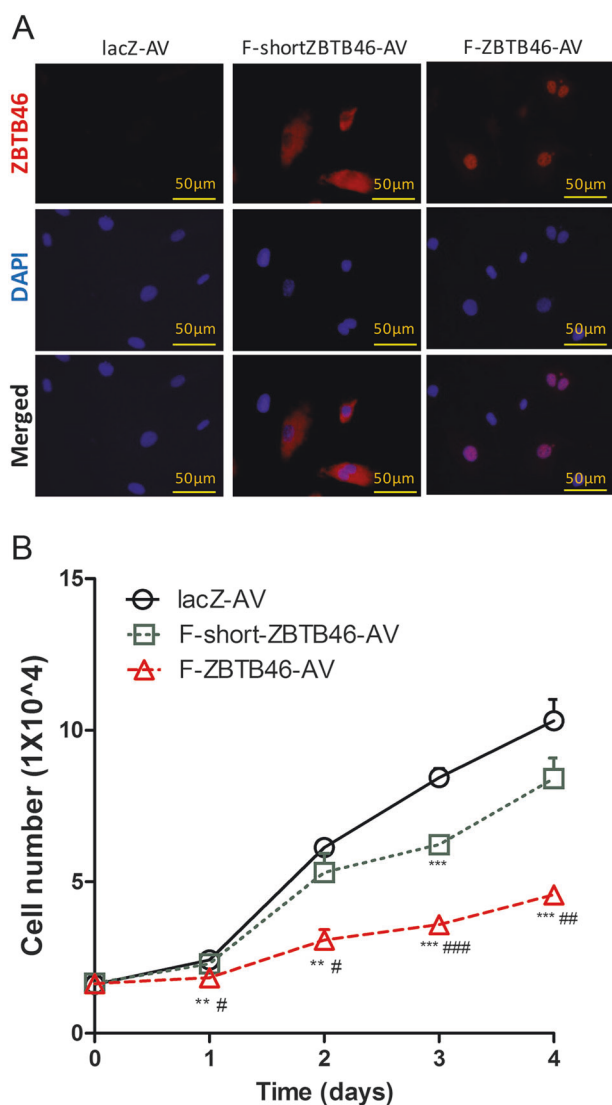 A
lacZ-AV F-shortZBTB46-AV F-ZBTB46-AV
ZBTB46
50μm 50μm 50μm
DAPI
50μm 50μm 50μm
Merged
50μm 50μm 50μm
B
15
lacZ-AV
F-short-ZBTB46-AV
F-ZBTB46-AV
10
5
0
Cell number (1X10^4)
***
*** ##
*** ###
** #
** #
0 1 2 3 4
Time (days)